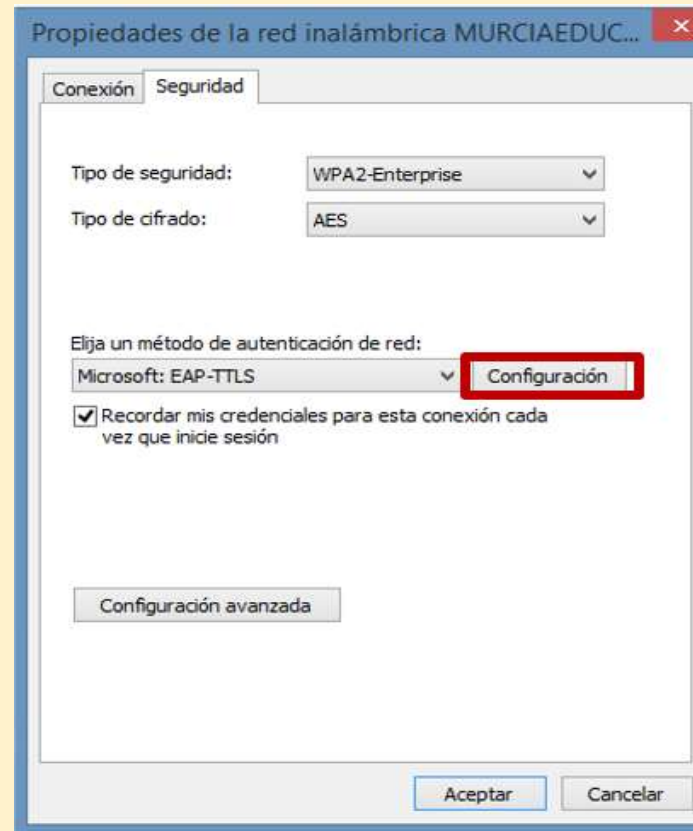 Propiedades de la red inalámbrica MURCIAEDUC...
Conexión Seguridad
Tipo de seguridad: WPA2-Enterprise
Tipo de cifrado: AES
Elija un método de autenticación de red:
Microsoft: EAP-TTLS Configuración
Recordar mis credenciales para esta conexión cada
vez que inicie sesión
Configuración avanzada
Aceptar Cancelar